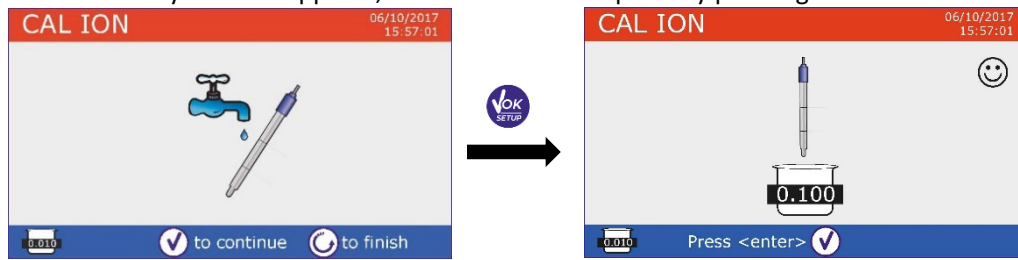 CAL ION
06/10/2017
15:57:01
0.010
to continue
to finish
√OK
SETUP
CAL ION
06/10/2017
15:57:01
0.100
0.010
Press <enter>